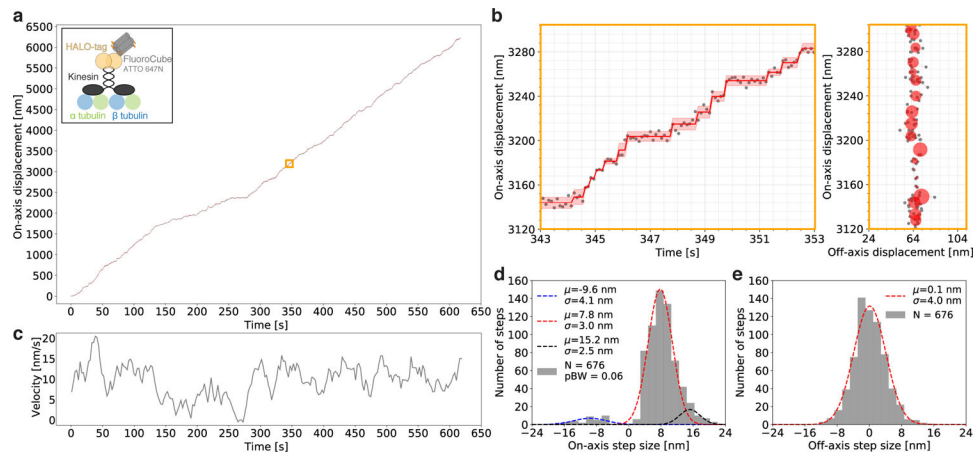 a
On-axis displacement [nm]
6500
6000
5500
5000
4500
4000
3500
3000
2500
2000
1500
1000
500
0
HALO-tag
FluoroCube
ATTO 647N
Kinesin
α tubulin β tubulin
0 50 100 150 200 250 300 350 400 450 500 550 600 650
Time [s]
b
On-axis displacement [nm]
3280
3240
3200
3160
3120
343 345 347 349 351 353
Time [s]
On-axis displacement [nm]
3280
3240
3200
3160
3120
24 64 104
Off-axis displacement [nm]
c
Velocity [nm/s]
20
15
10
5
0
0 50 100 150 200 250 300 350 400 450 500 550 600 650
Time [s]
d
Number of steps
160
140
120
100
80
60
40
20
0
μ=-9.6 nm
σ=4.1 nm
μ=7.8 nm
σ=3.0 nm
μ=15.2 nm
σ=2.5 nm
N = 676
pBW = 0.06
−24 −16 −8 0 8 16 24
On-axis step size [nm]
e
Number of steps
160
140
120
100
80
60
40
20
0
μ=0.1 nm
σ=4.0 nm
N = 676
−24 −16 −8 0 8 16 24
Off-axis step size [nm]